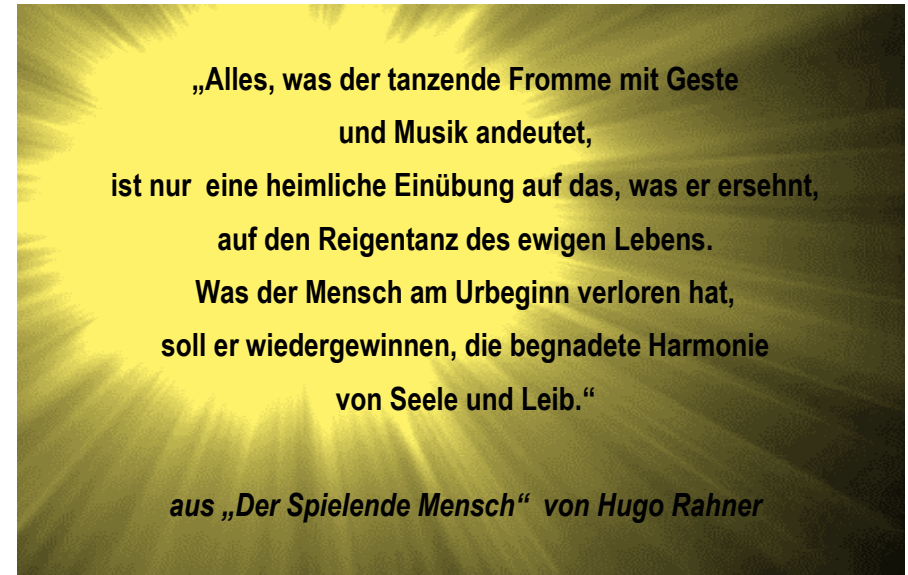 „Alles, was der tanzende Fromme mit Geste
und Musik andeutet,
ist nur  eine heimliche Einübung auf das, was er ersehnt,
auf den Reigentanz des ewigen Lebens.
Was der Mensch am Urbeginn verloren hat,
soll er wiedergewinnen, die begnadete Harmonie
von Seele und Leib.“
aus „Der Spielende Mensch“  von Hugo Rahner